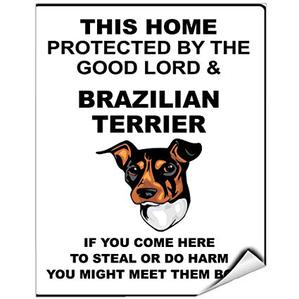 THIS HOME
PROTECTED BY THE
GOOD LORD &
BRAZILIAN
TERRIER
IF YOU COME HERE
TO STEAL OR DO HARM
YOU MIGHT MEET THEM